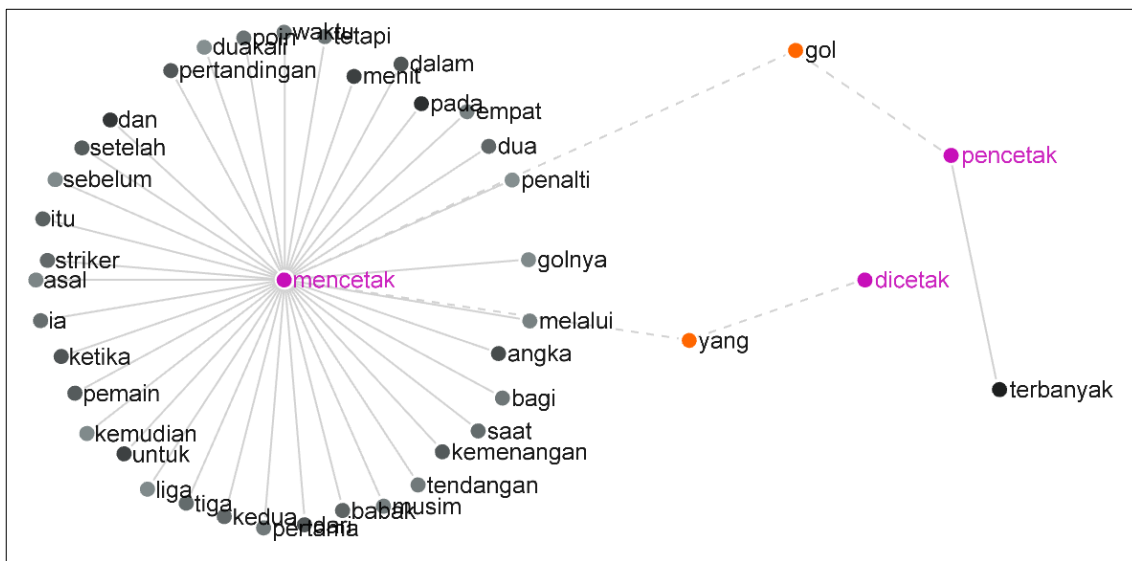 waktu
poin
tetapi
duakali
gol
dalam
pertandingan
menit
pada
empat
dan
dua
setelah
pencetak
sebelum
penalti
itu
striker
golnya
asal
mencetak
dicetak
ia
melalui
yang
ketika
angka
pemain
terbanyak
bagi
kemudian
saat
untuk
kemenangan
liga
tendangan
tiga
musim
kedua
babak
pertama
dari